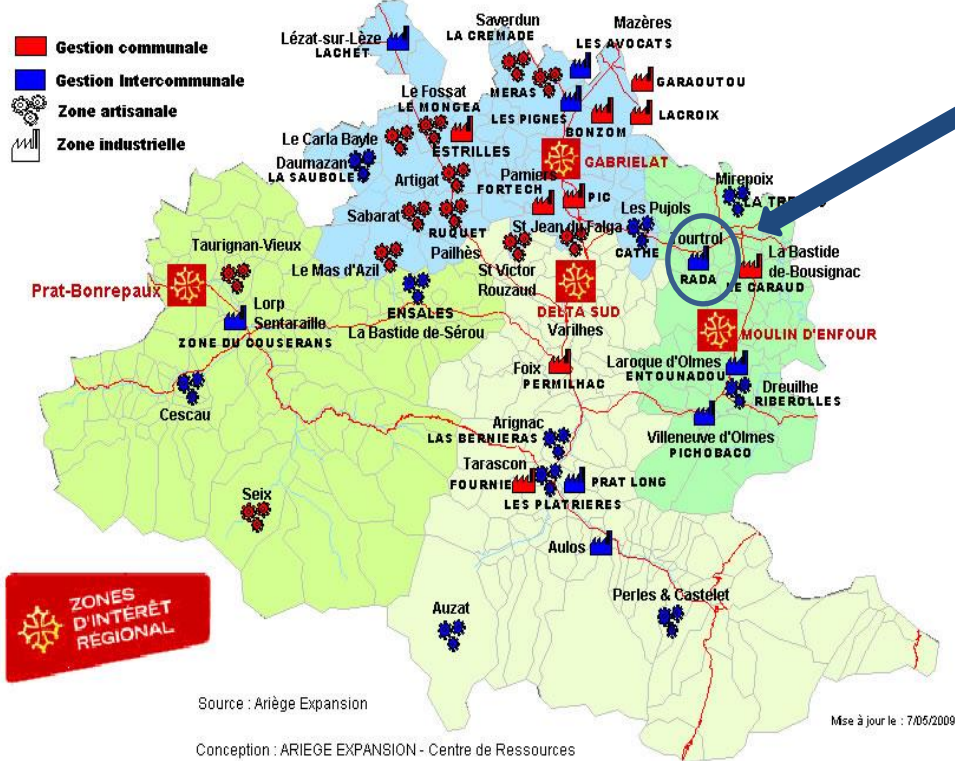 Gestion communale
Gestion Intercommunale
Zone artisanale
Zone industrielle
Lézat-sur-Lèze
LACHET
Saverdun
LA CREMADE
Mazères
LES AVOCATS
MERAS
GARAOUTOU
LES PIGNES
BONZOM
LACROIX
Le Fossat
LE MONGEA
ESTRILLES
Le Carla Bayle
Daumazan
LA SAUBOLE
Artigat
GABRIELAT
Pamiers
FORTECH
PIC
Mirepoix
Sabarat
RUQUET
Pailhès
St Jean du Falga
Les Pujols
CATHE
ourtrol
RADA
La Bastide
de-Bousignac
LE CARAUD
Taurignan-Vieux
Le Mas d'Azil
St Victor
Rouzaud
Prat-Bonrepaux
Lorp
Sentaraille
ZONE DU COUSERANS
ENSALES
La Bastide-de-Sérou
DELTA SUD
Varilhes
MOULIN D'ENFOUR
Foix
PERMILHAC
Laroque d'Olmes
ENTOUNADOU
Dreuilhe
RIBEROLLES
Cescau
Villeneuve d'Olmes
PICHOBACO
Arignac
LAS BERNIERAS
Tarascon
FOURNIE
PRAT LONG
LES PLATRIERES
Seix
Aulos
Auzat
Perles & Castelet
ZONES
D'INTÉRÊT
RÉGIONAL
Source : Ariège Expansion
Mise à jour le : 7/05/2009
Conception : ARIEGE EXPANSION - Centre de Ressources